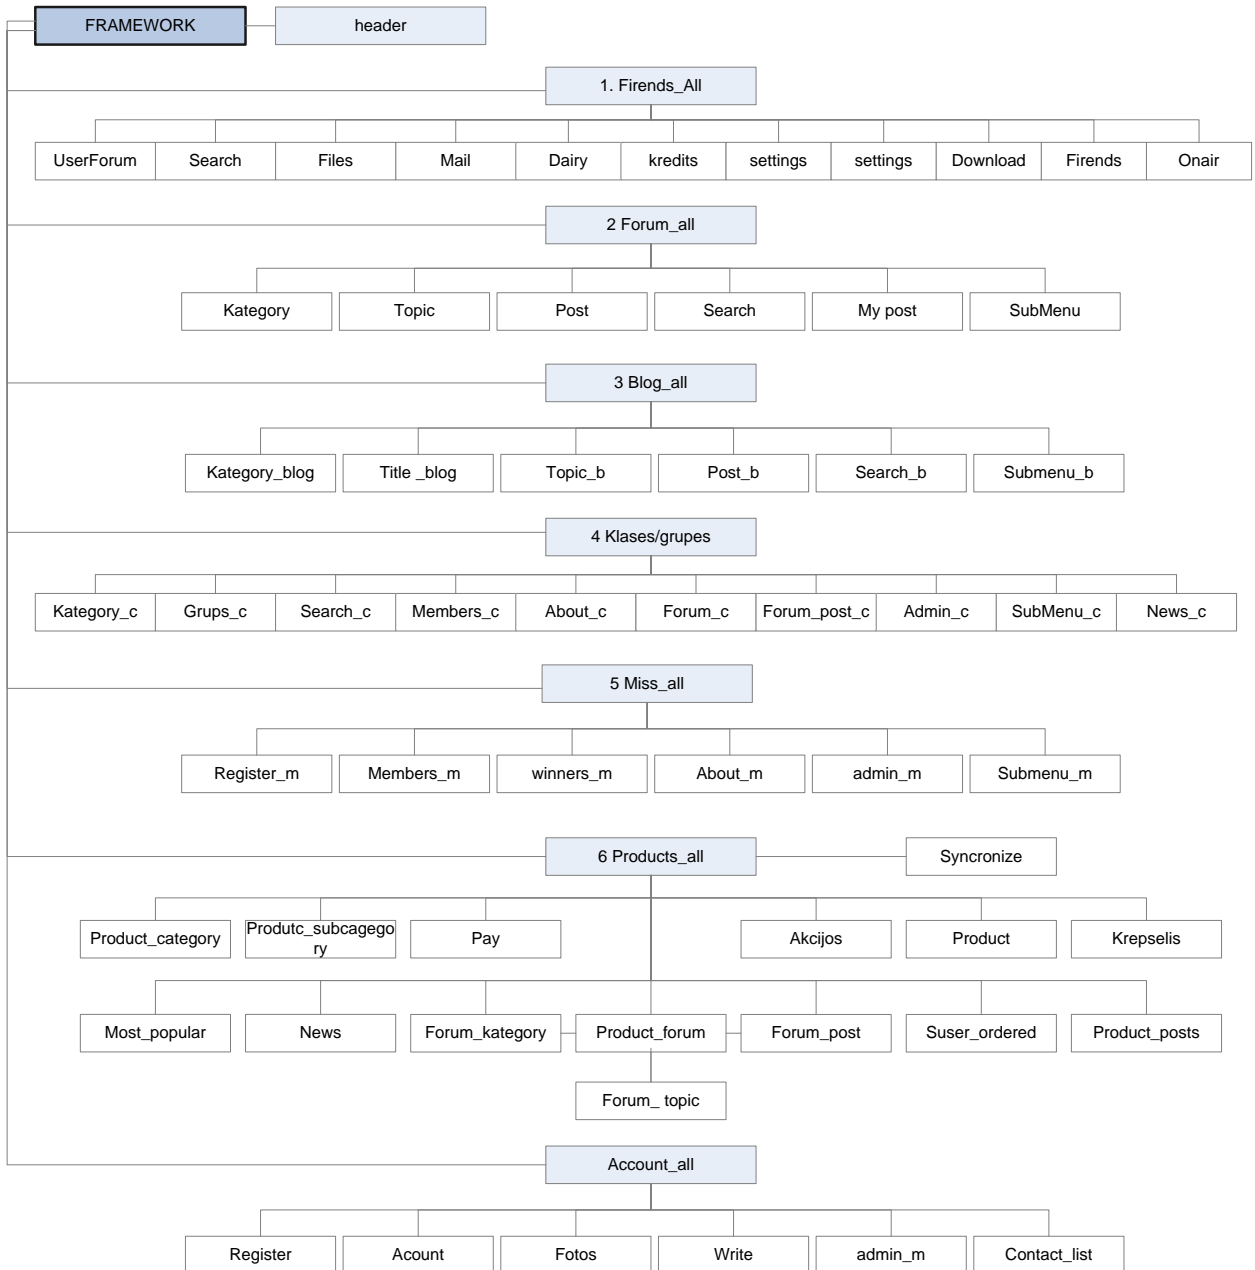 FRAMEWORK
header
1. Firends_All
UserForum
Search
Files
Mail
Dairy
kredits
settings
settings
Download
Firends
Onair
2 Forum_all
Kategory
Topic
Post
Search
My post
SubMenu
3 Blog_all
Kategory_blog
Title _blog
Topic_b
Post_b
Search_b
Submenu_b
4 Klases/grupes
Kategory_c
Grups_c
Search_c
Members_c
About_c
Forum_c
Forum_post_c
Admin_c
SubMenu_c
News_c
5 Miss_all
Register_m
Members_m
winners_m
About_m
admin_m
Submenu_m
6 Products_all
Syncronize
Product_category
Produtc_subcagego
ry
Pay
Akcijos
Product
Krepselis
Most_popular
News
Forum_kategory
Product_forum
Forum_post
Suser_ordered
Product_posts
Forum_ topic
Account_all
Register
Acount
Fotos
Write
admin_m
Contact_list